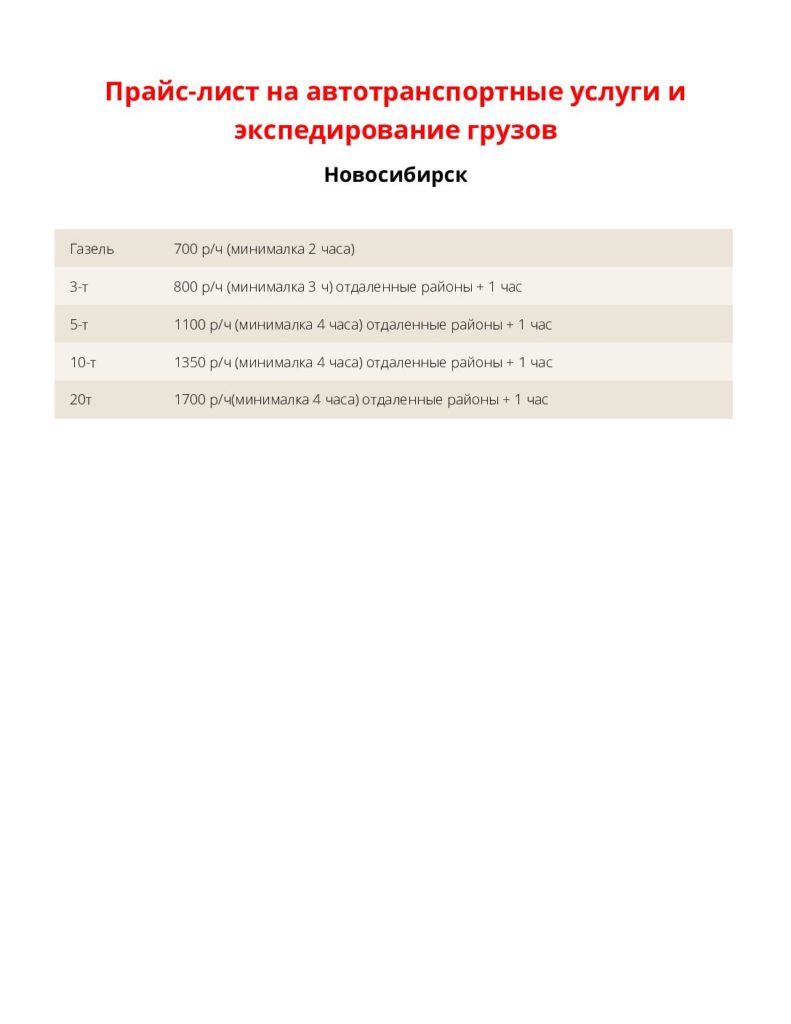 Прайс-лист на автотранспортные услуги и
экспедирование грузов
Новосибирск
Газель 700 р/ч (минималка 2 часа)
3-т 800 р/ч (минималка 3 ч) отдаленные районы + 1 час
5-т 1100 р/ч (минималка 4 часа) отдаленные районы + 1 час
10-т 1350 р/ч (минималка 4 часа) отдаленные районы + 1 час
20т 1700 р/ч(минималка 4 часа) отдаленные районы + 1 час